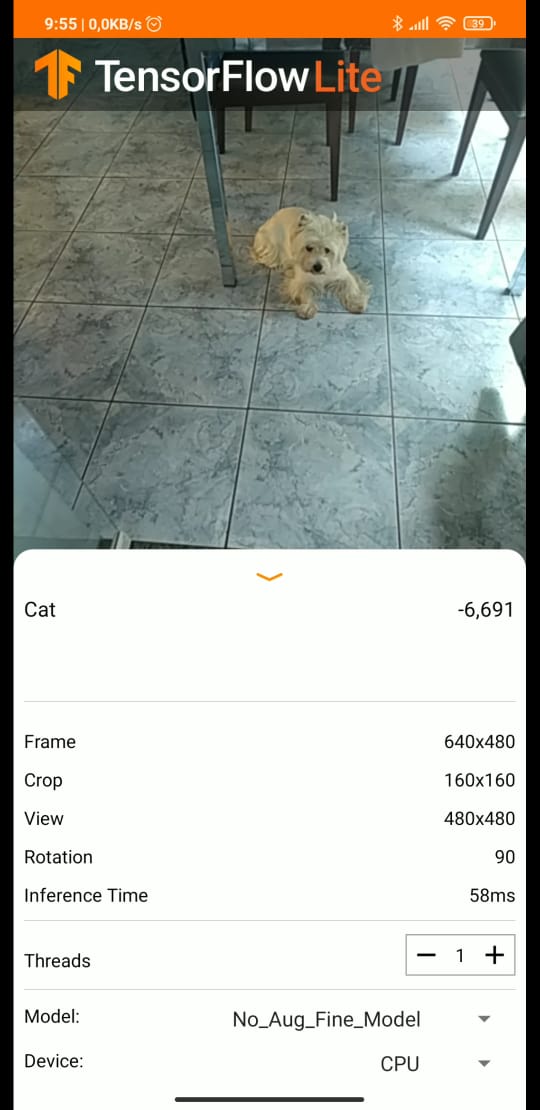 9:55 | 0,0KB/s
39
TensorFlow Lite
Cat -6,691
Frame 640x480
Crop 160x160
View 480x480
Rotation 90
Inference Time 58ms
Threads − 1 +
Model: No_Aug_Fine_Model
Device: CPU